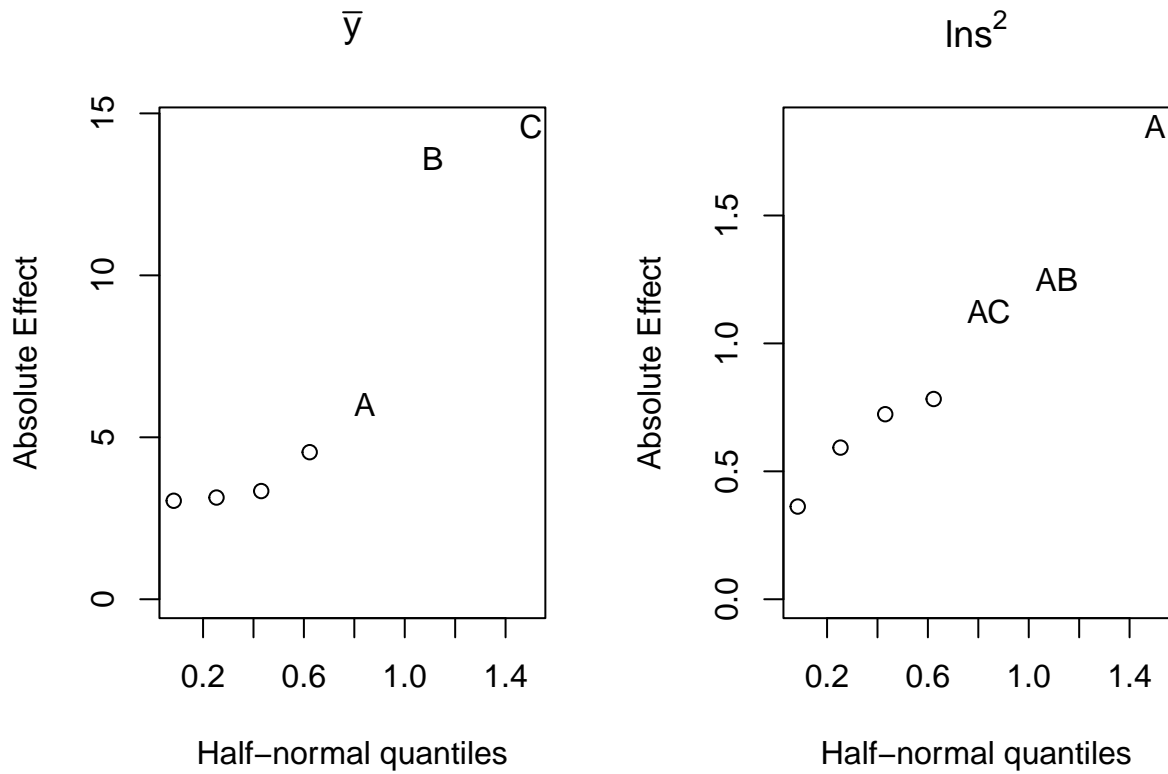 y̅
Absolute Effect
15
10
5
0
C
B
A
0.2 0.6 1.0 1.4
Half−normal quantiles
lns²
Absolute Effect
1.5
1.0
0.5
0.0
A
AB
AC
0.2 0.6 1.0 1.4
Half−normal quantiles